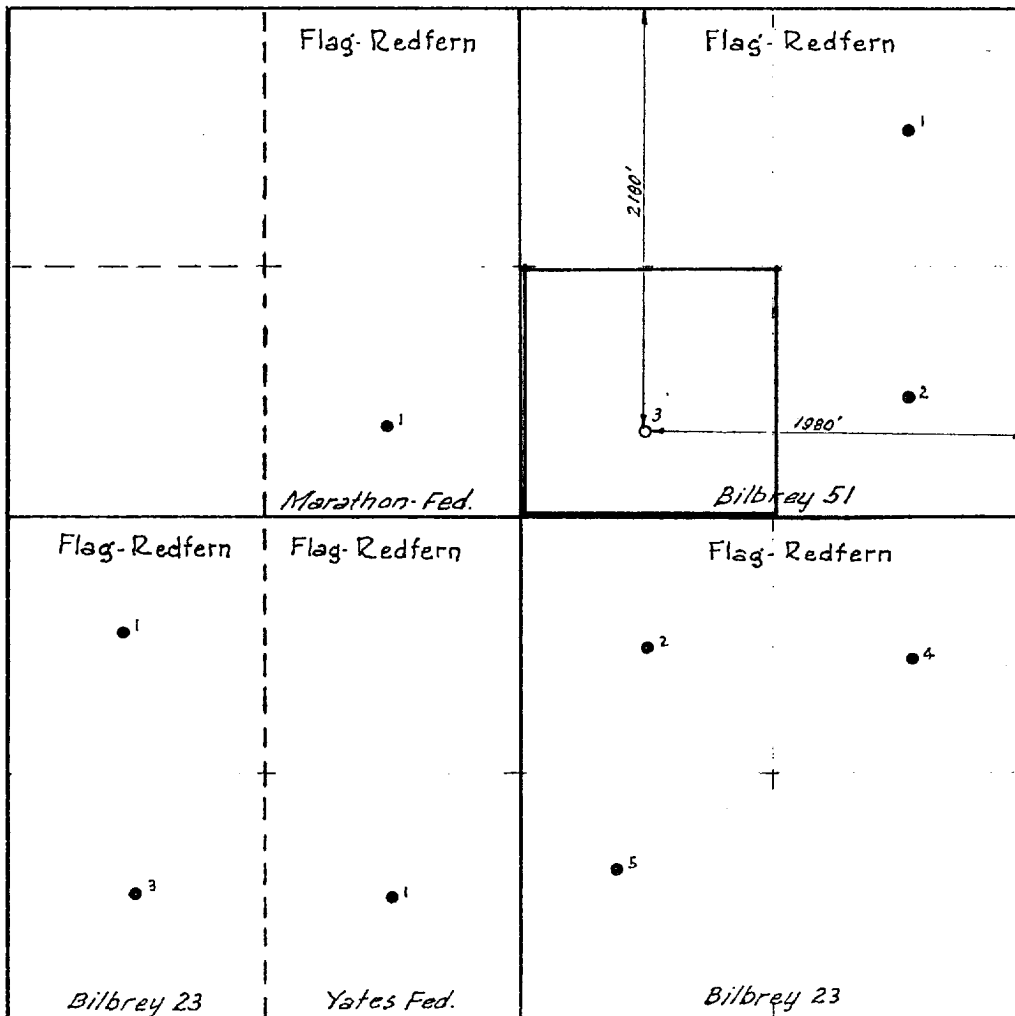 Flag-Redfern
Flag-Redfern
1
2180'
2
1
3
1980'
Marathon-Fed.
Bilbrey 51
Flag-Redfern
Flag-Redfern
Flag-Redfern
1
2
4
3
1
5
Bilbrey 23
Yates Fed.
Bilbrey 23